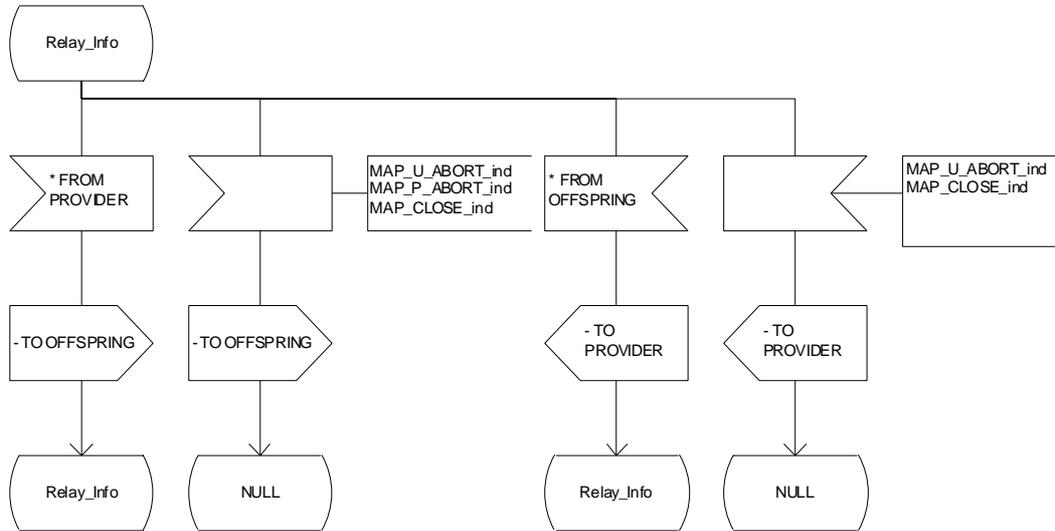 Relay_Info
* FROM
PROVIDER
MAP_U_ABORT_ind
MAP_P_ABORT_ind
MAP_CLOSE_ind
* FROM
OFFSPRING
MAP_U_ABORT_ind
MAP_CLOSE_ind
- TO OFFSPRING
- TO OFFSPRING
- TO
PROVIDER
- TO
PROVIDER
Relay_Info
NULL
Relay_Info
NULL